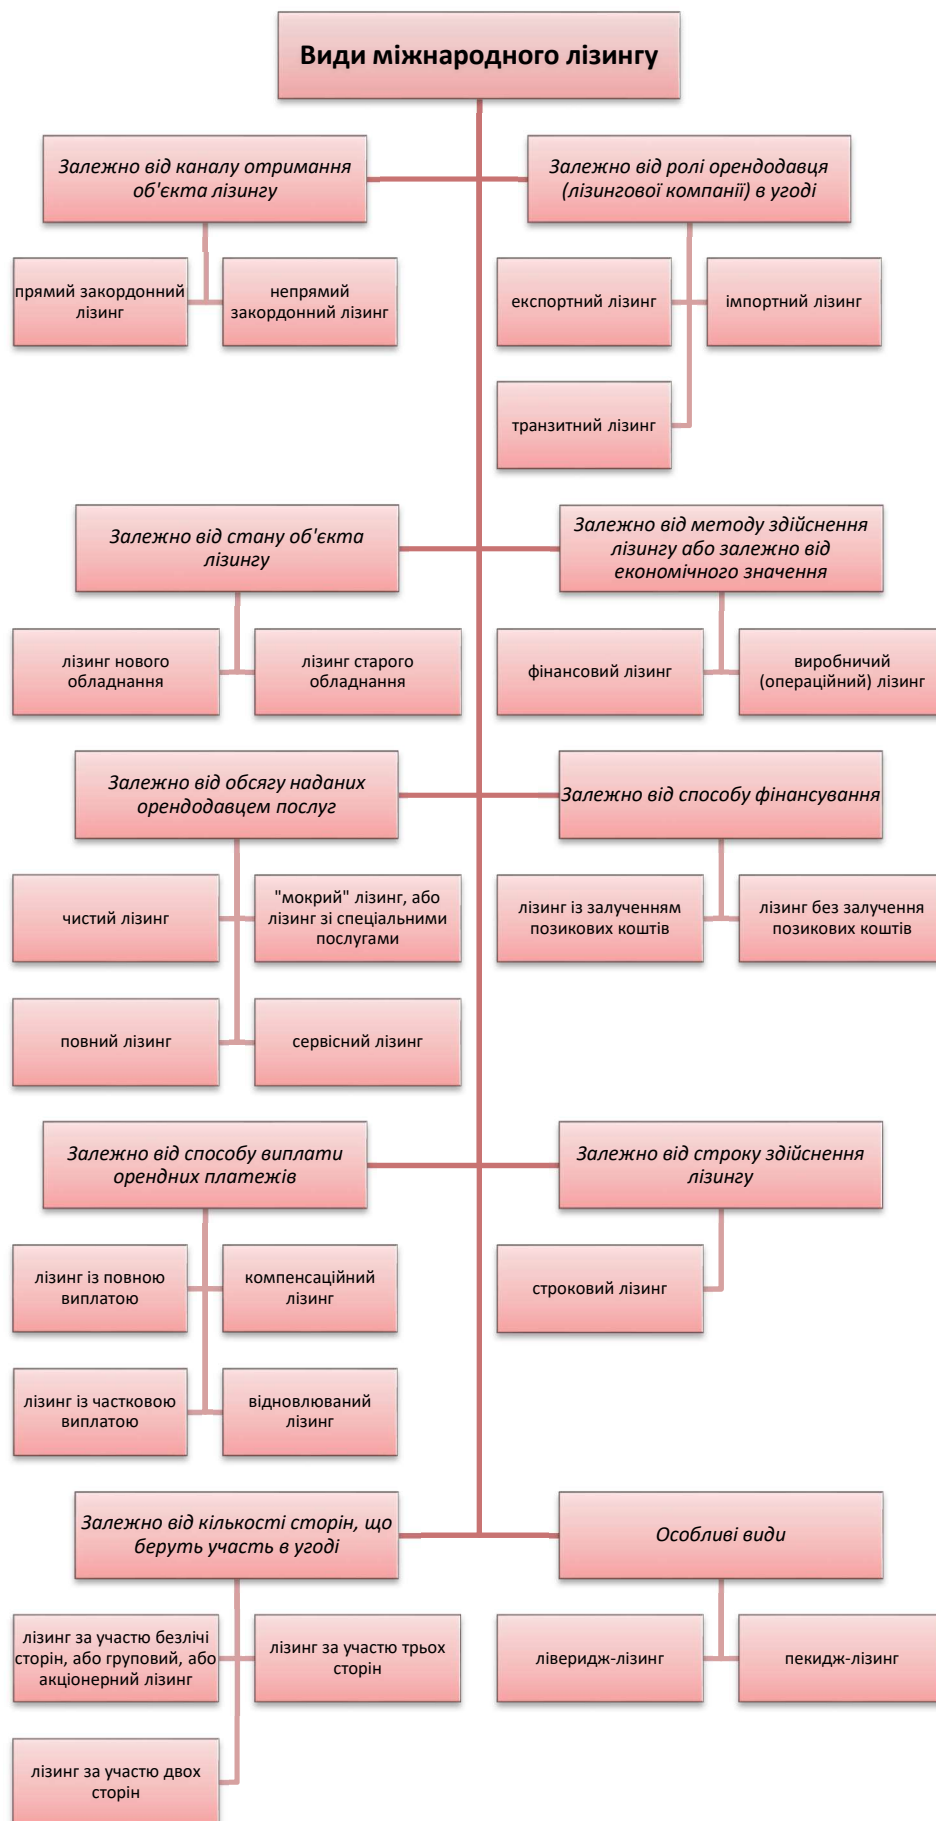 Види міжнародного лізингу
Залежно від каналу отримання
об'єкта лізингу
Залежно від ролі орендодавця
(лізингової компанії) в угоді
прямий закордонний
лізинг
непрямий
закордонний лізинг
експортний лізинг
імпортний лізинг
транзитний лізинг
Залежно від стану об'єкта
лізингу
Залежно від методу здійснення
лізингу або залежно від
економічного значення
лізинг нового
обладнання
лізинг старого
обладнання
фінансовий лізинг
виробничий
(операційний) лізинг
Залежно від обсягу наданих
орендодавцем послуг
Залежно від способу фінансування
чистий лізинг
"мокрий" лізинг, або
лізинг зі спеціальними
послугами
лізинг із залученням
позикових коштів
лізинг без залучення
позикових коштів
повний лізинг
сервісний лізинг
Залежно від способу виплати
орендних платежів
Залежно від строку здійснення
лізингу
лізинг із повною
виплатою
компенсаційний
лізинг
строковий лізинг
лізинг із частковою
виплатою
відновлюваний
лізинг
Залежно від кількості сторін, що
беруть участь в угоді
Особливі види
лізинг за участю безлічі
сторін, або груповий, або
акціонерний лізинг
лізинг за участю трьох
сторін
ліверидж-лізинг
пекидж-лізинг
лізинг за участю двох
сторін